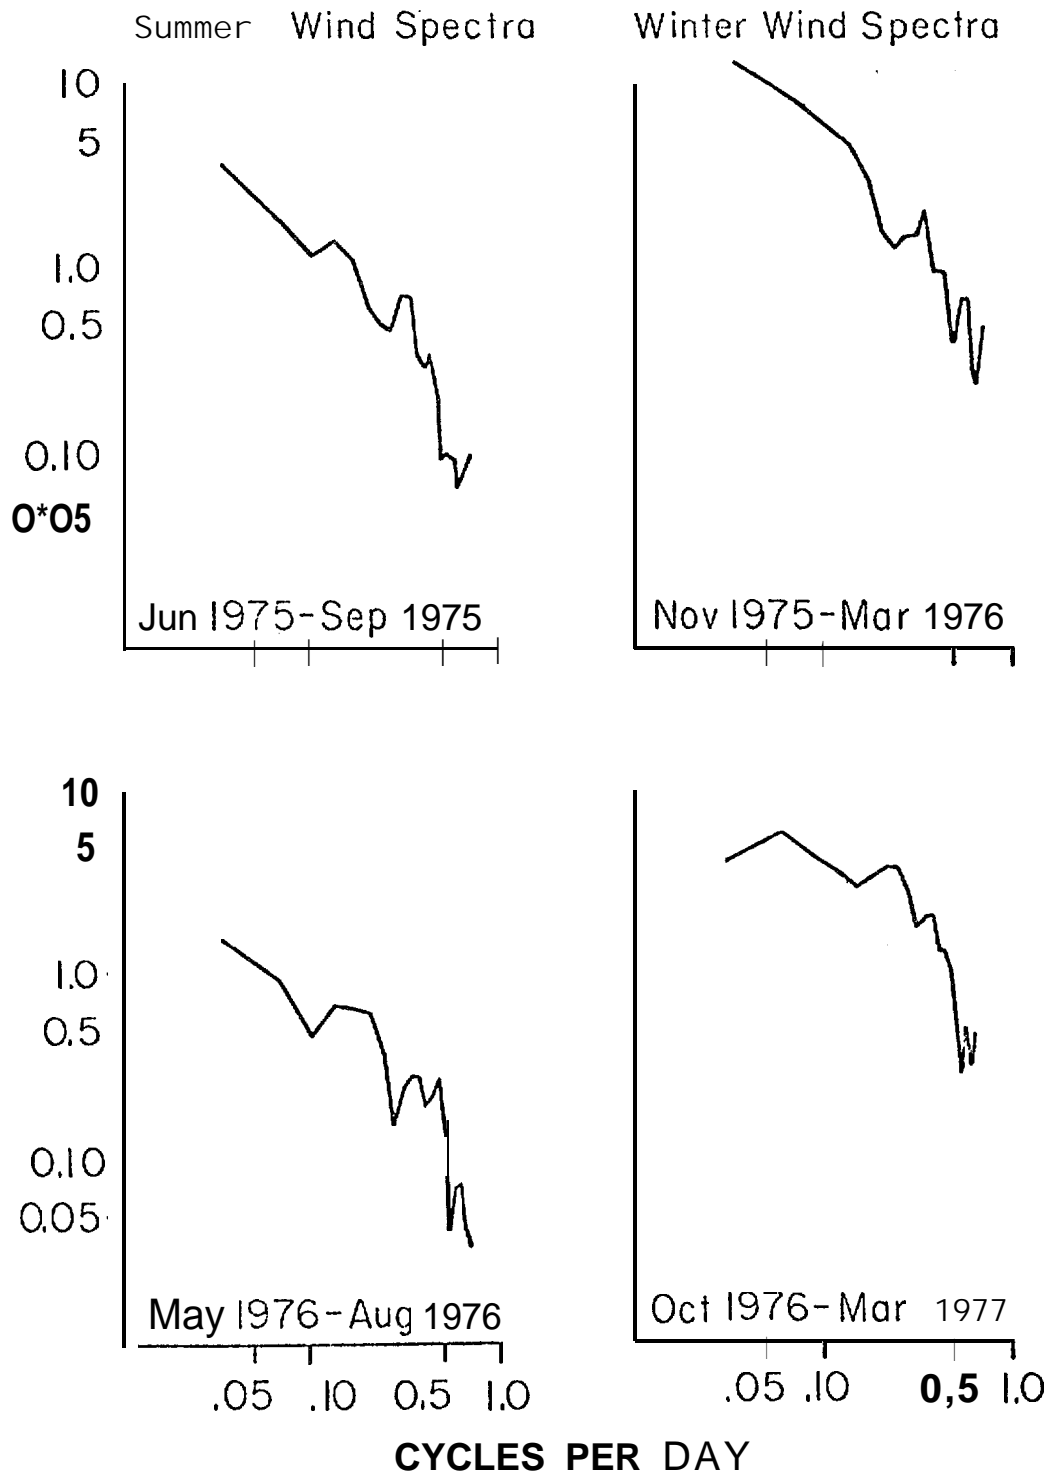 Summer Wind Spectra
Winter Wind Spectra
10
5
1.0
0.5
0.10
0*05
Jun 1975-Sep 1975
Nov 1975-Mar 1976
10
5
1.0
0.5
0.10
0.05
May 1976-Aug 1976
Oct 1976-Mar 1977
.05 .10 0.5 1.0
.05 .10 0,5 1.0
CYCLES PER DAY